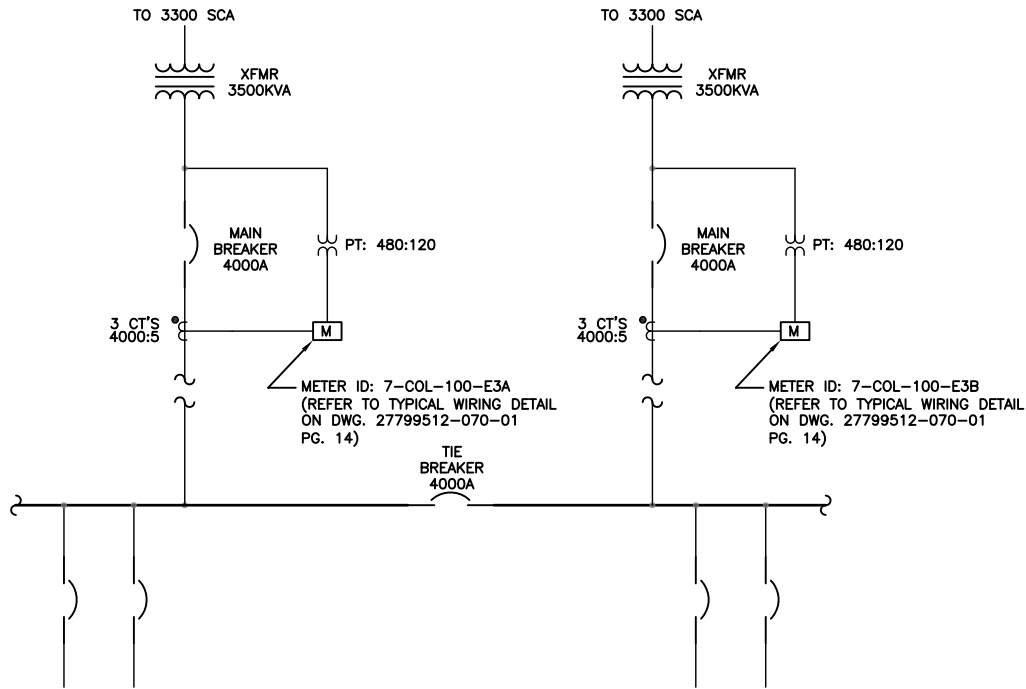 TO 3300 SCA
TO 3300 SCA
XFMR
3500KVA
XFMR
3500KVA
MAIN
BREAKER
4000A
PT: 480:120
MAIN
BREAKER
4000A
PT: 480:120
3 CT'S
4000:5
M
3 CT'S
4000:5
M
METER ID: 7-COL-100-E3A
(REFER TO TYPICAL WIRING DETAIL
ON DWG. 27799512-070-01
PG. 14)
METER ID: 7-COL-100-E3B
(REFER TO TYPICAL WIRING DETAIL
ON DWG. 27799512-070-01
PG. 14)
TIE
BREAKER
4000A